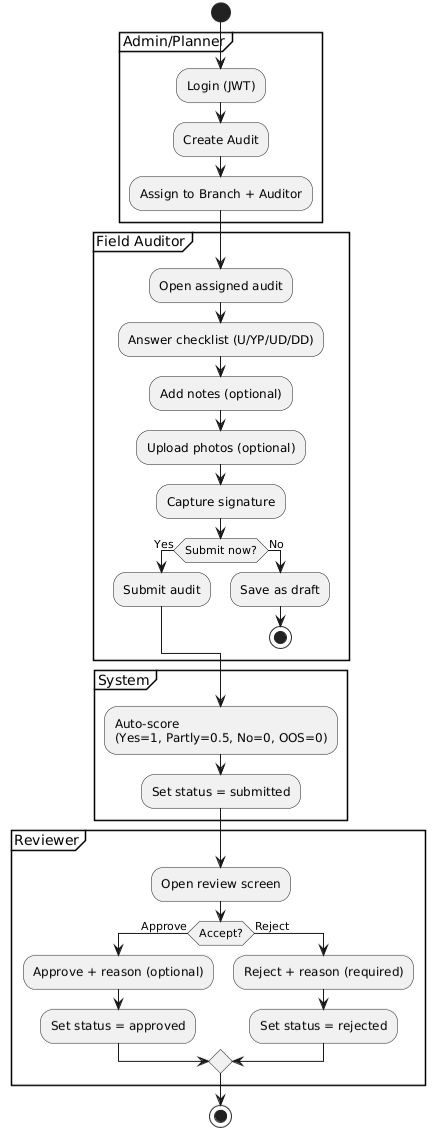 Admin/Planner
Login (JWT)
Create Audit
Assign to Branch + Auditor
Field Auditor
Open assigned audit
Answer checklist (U/YP/UD/DD)
Add notes (optional)
Upload photos (optional)
Capture signature
Yes
Submit now?
No
Submit audit
Save as draft
System
Auto-score
(Yes=1, Partly=0.5, No=0, OOS=0)
Set status = submitted
Reviewer
Open review screen
Approve
Accept?
Reject
Approve + reason (optional)
Reject + reason (required)
Set status = approved
Set status = rejected